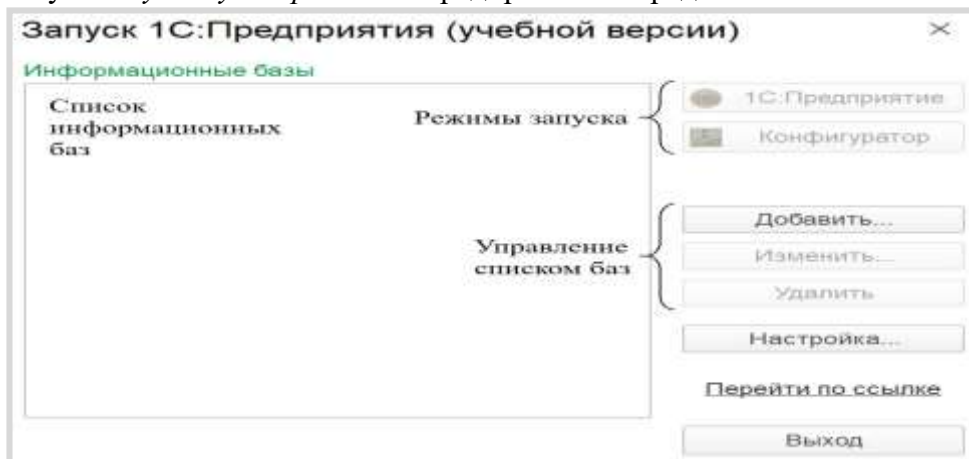 Запуск 1С:Предприятия (учебной версии)
Информационные базы
Список
информационных
баз
Режимы запуска
1С:Предприятие
Конфигуратор
Управление
списком баз
Добавить...
Изменить...
Удалить
Настройка...
Перейти по ссылке
Выход